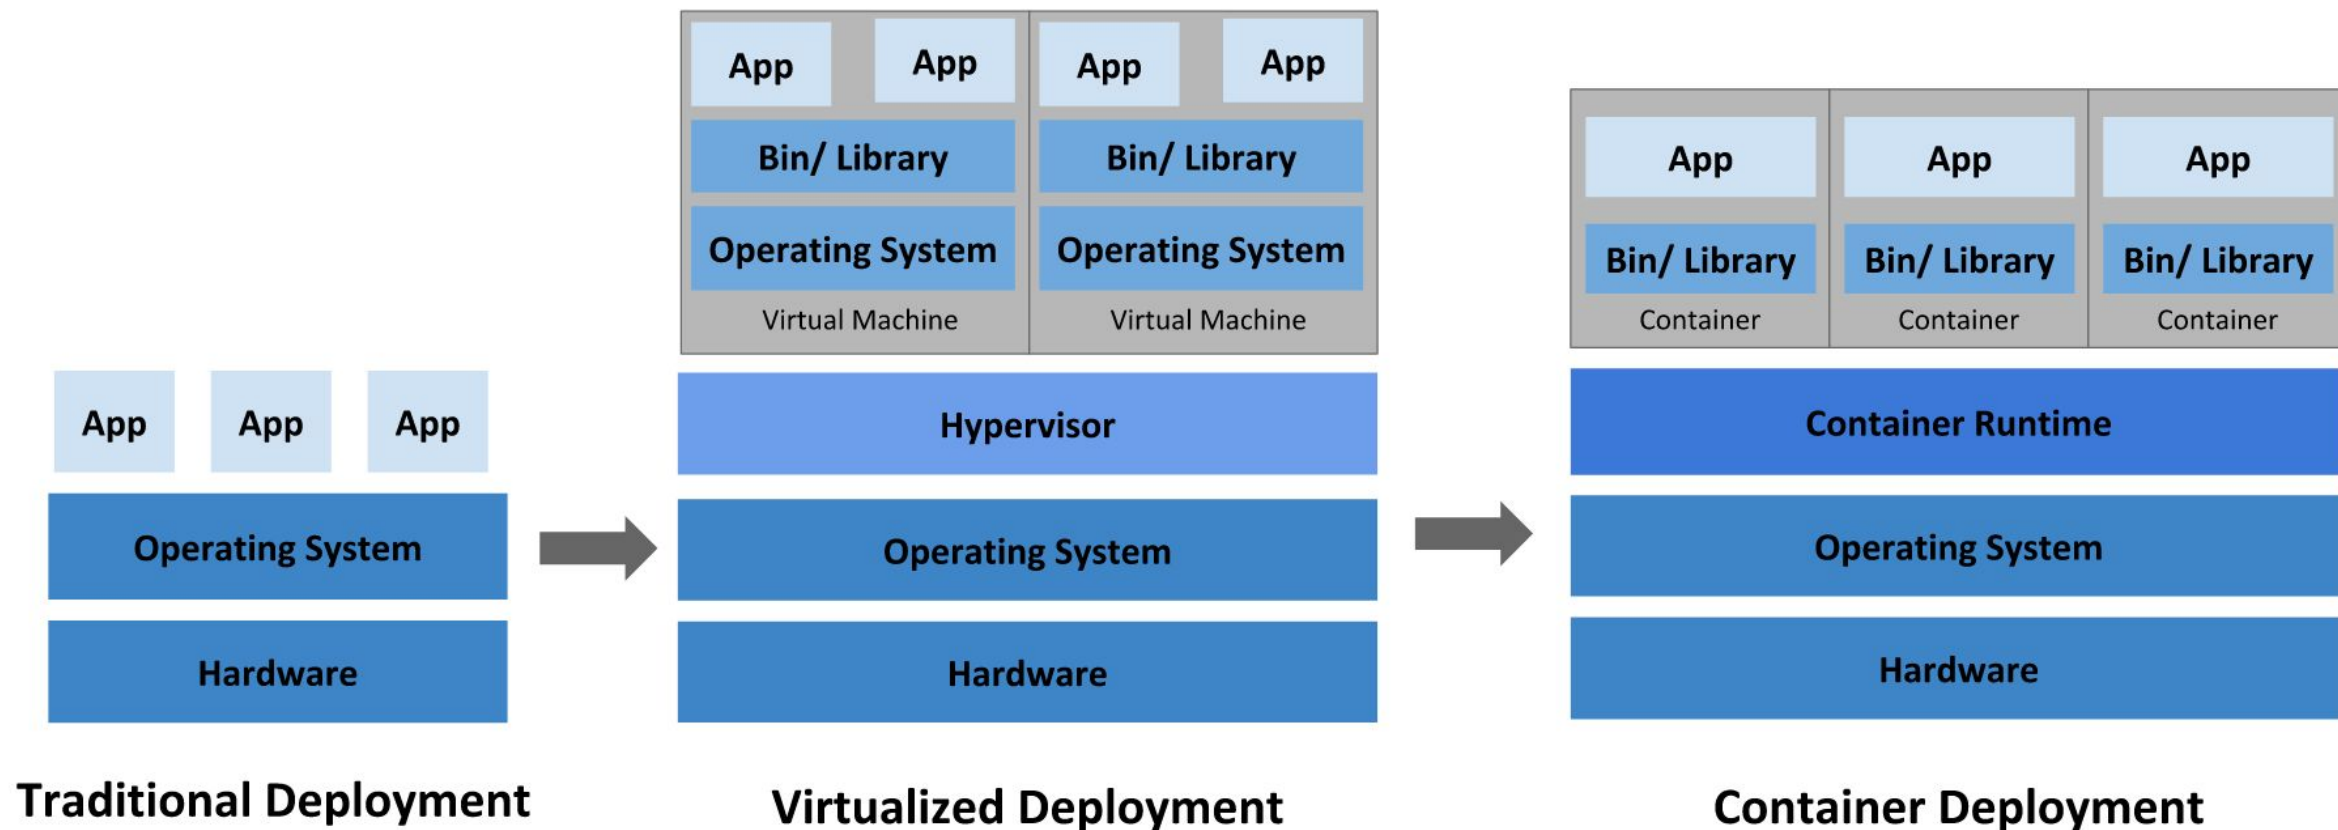 App
App
App
Operating System
Hardware
Traditional Deployment
App
App
App
App
Bin/ Library
Bin/ Library
Operating System
Operating System
Virtual Machine
Virtual Machine
Hypervisor
Operating System
Hardware
Virtualized Deployment
App
App
App
Bin/ Library
Bin/ Library
Bin/ Library
Container
Container
Container
Container Runtime
Operating System
Hardware
Container Deployment